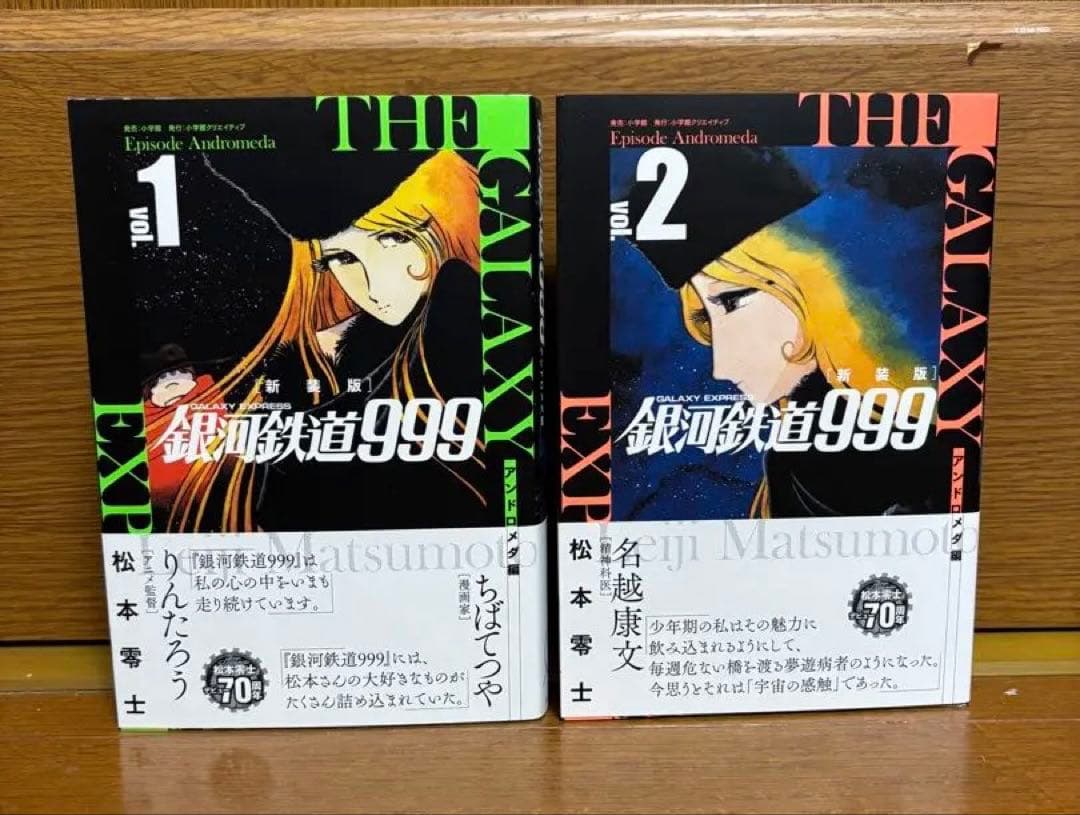 発売:小学館 発行:小学館クリエイティブ
Episode Andromeda
vol.1
THE
GALAXY
EXP
[新装版]
GALAXY EXPRESS
銀河鉄道999
アンドロメダ編
Leiji Matsumoto
松本零士
りんたろう
[アニメ監督]
『銀河鉄道999』は
私の心の中をいまも
走り続けています。
ちばてつや
[漫画家]
『銀河鉄道999』には、
松本さんの大好きなものが
たくさん詰め込まれていた。
松本零士
70周年
発売:小学館 発行:小学館クリエイティブ
Episode Andromeda
vol.2
THE
GALAXY
EXP
[新装版]
GALAXY EXPRESS
銀河鉄道999
アンドロメダ編
Leiji Matsumoto
松本零士
名越康文
[精神科医]
少年期の私はその魅力に
飲み込まれるようにして、
毎週危ない橋を渡る夢遊病者のようになった。
今思うとそれは「宇宙の感触」であった。
松本零士
70周年